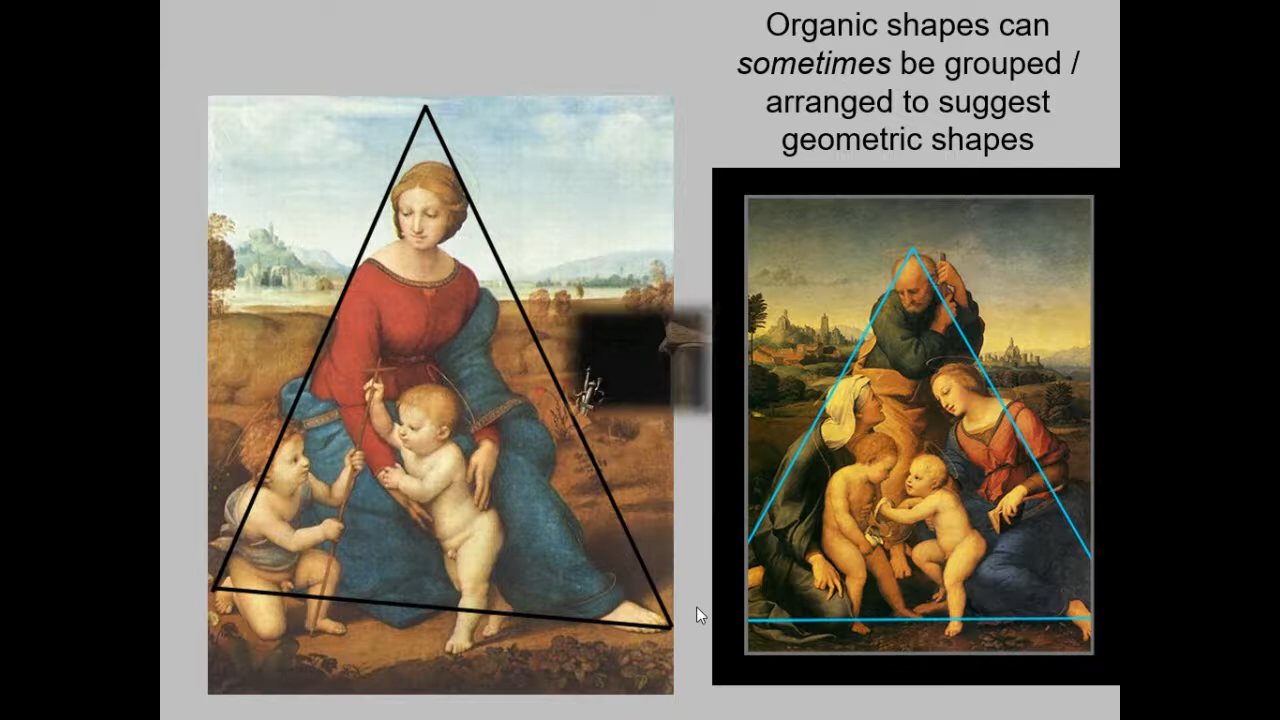 Organic shapes can
sometimes be grouped /
arranged to suggest
geometric shapes